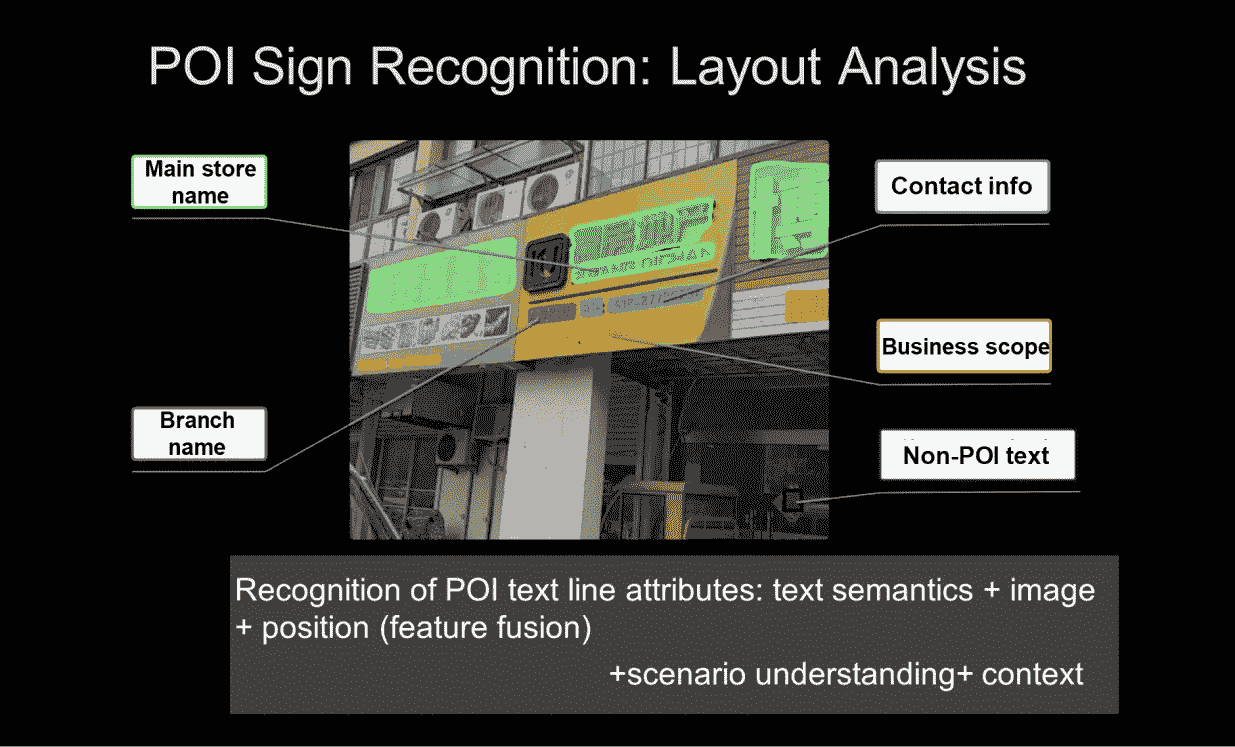 POI Sign Recognition: Layout Analysis
Main store
name
Contact info
Business scope
Branch
name
Non-POI text
Recognition of POI text line attributes: text semantics + image
+ position (feature fusion)
+scenario understanding+ context